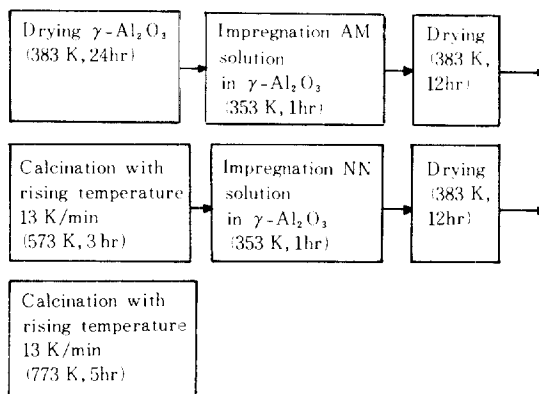 Drying γ-Al₂O₃
(383 K, 24hr)
Impregnation AM
solution
in γ-Al₂O₃
(353 K, 1hr)
Drying
(383 K,
12hr)
Calcination with
rising temperature
13 K/min
(573 K, 3hr)
Impregnation NN
solution
in γ-Al₂O₃
(353 K, 1hr)
Drying
(383 K,
12hr)
Calcination with
rising temperature
13 K/min
(773 K, 5hr)